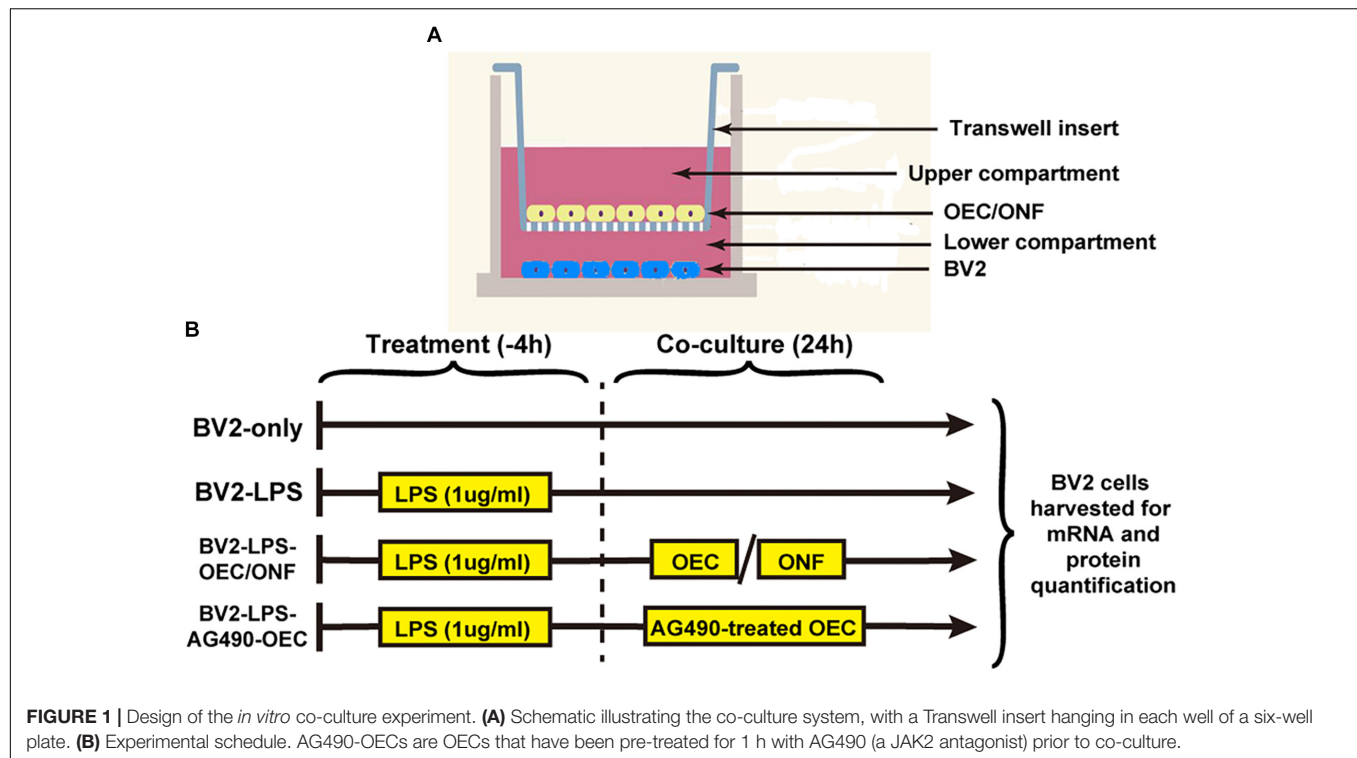 A
Transwell insert
Upper compartment
OEC/ONF
Lower compartment
BV2
B
Treatment (-4h)
Co-culture (24h)
BV2-only
BV2-LPS
LPS (1ug/ml)
BV2-LPS-
OEC/ONF
LPS (1ug/ml)
OEC / ONF
BV2-LPS-
AG490-OEC
LPS (1ug/ml)
AG490-treated OEC
BV2 cells
harvested for
mRNA and
protein
quantification
FIGURE 1 | Design of the in vitro co-culture experiment. (A) Schematic illustrating the co-culture system, with a Transwell insert hanging in each well of a six-well
plate. (B) Experimental schedule. AG490-OECs are OECs that have been pre-treated for 1 h with AG490 (a JAK2 antagonist) prior to co-culture.